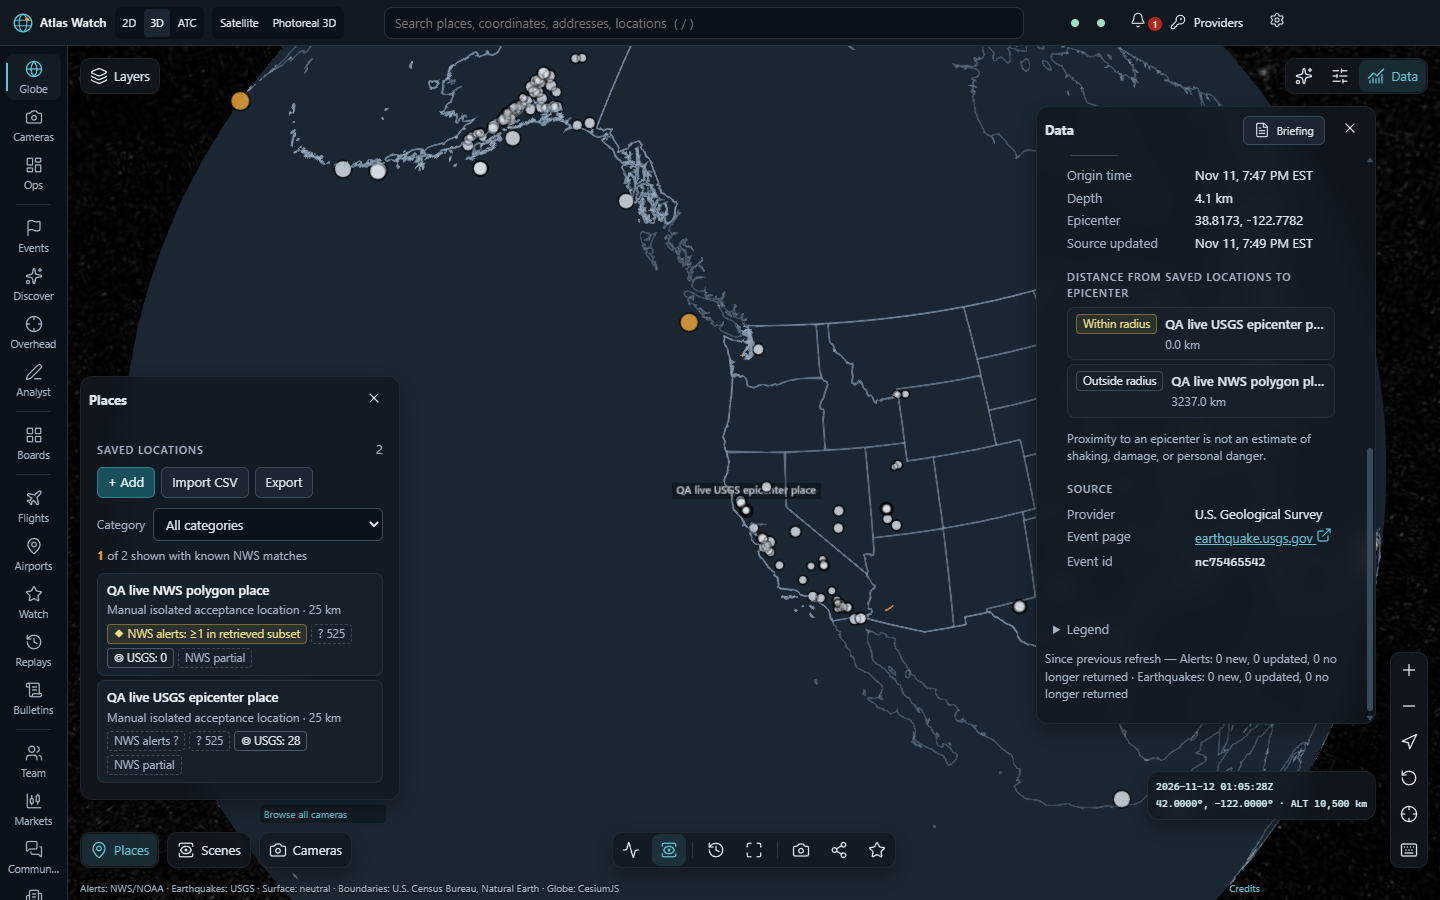 Atlas Watch
2D 3D ATC
Satellite Photoreal 3D
Search places, coordinates, addresses, locations ( / )
1
Providers
Globe
Cameras
Ops
Events
Discover
Overhead
Analyst
Boards
Flights
Airports
Watch
Replays
Bulletins
Team
Markets
Commun...
Layers
Data
Data
Briefing
Origin time Nov 11, 7:47 PM EST
Depth 4.1 km
Epicenter 38.8173, -122.7782
Source updated Nov 11, 7:49 PM EST
DISTANCE FROM SAVED LOCATIONS TO
EPICENTER
Within radius QA live USGS epicenter p...
0.0 km
Outside radius QA live NWS polygon pl...
3237.0 km
Proximity to an epicenter is not an estimate of
shaking, damage, or personal danger.
SOURCE
Provider U.S. Geological Survey
Event page earthquake.usgs.gov
Event id nc75465542
Legend
Since previous refresh — Alerts: 0 new, 0 updated, 0 no
longer returned · Earthquakes: 0 new, 0 updated, 0 no
longer returned
Places
SAVED LOCATIONS 2
+ Add Import CSV Export
Category All categories
1 of 2 shown with known NWS matches
QA live NWS polygon place
Manual isolated acceptance location · 25 km
◆ NWS alerts: ≥1 in retrieved subset ? 525
◎ USGS: 0 NWS partial
QA live USGS epicenter place
Manual isolated acceptance location · 25 km
NWS alerts ? ? 525 ◎ USGS: 28
NWS partial
QA live USGS epicenter place
Browse all cameras
Places Scenes Cameras
2026-11-12 01:05:28Z
42.0000°, -122.0000° · ALT 10,500 km
Alerts: NWS/NOAA · Earthquakes: USGS · Surface: neutral · Boundaries: U.S. Census Bureau, Natural Earth · Globe: CesiumJS
Credits